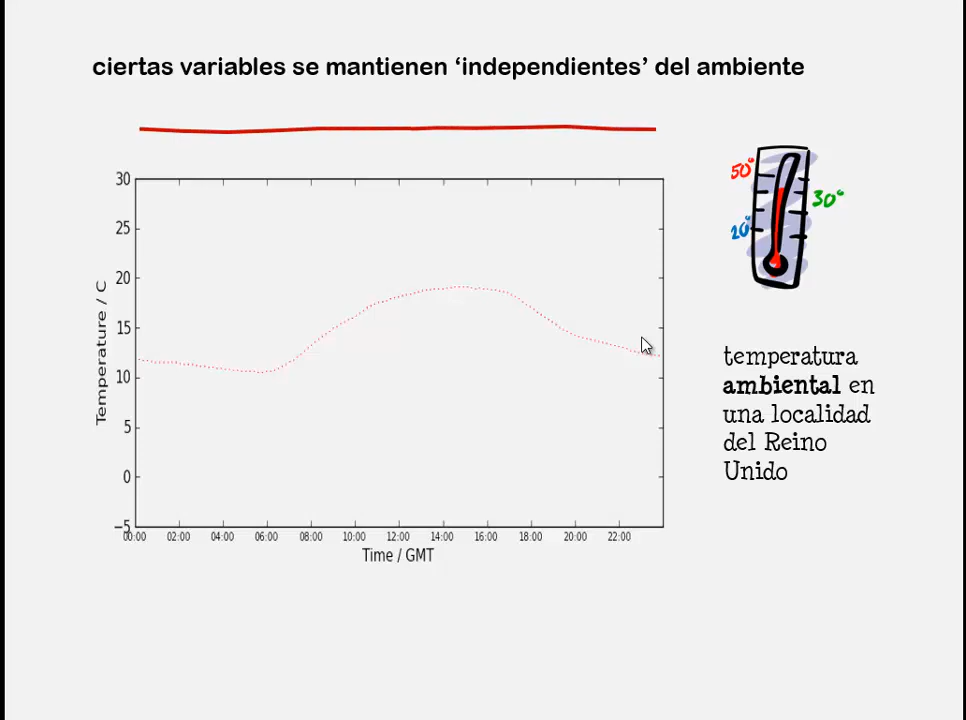 ciertas variables se mantienen ‘independientes’ del ambiente
30
25
20
15
10
5
0
−5
Temperature / C
00:00 02:00 04:00 06:00 08:00 10:00 12:00 14:00 16:00 18:00 20:00 22:00
Time / GMT
50°
30°
20°
temperatura
ambiental en
una localidad
del Reino
Unido